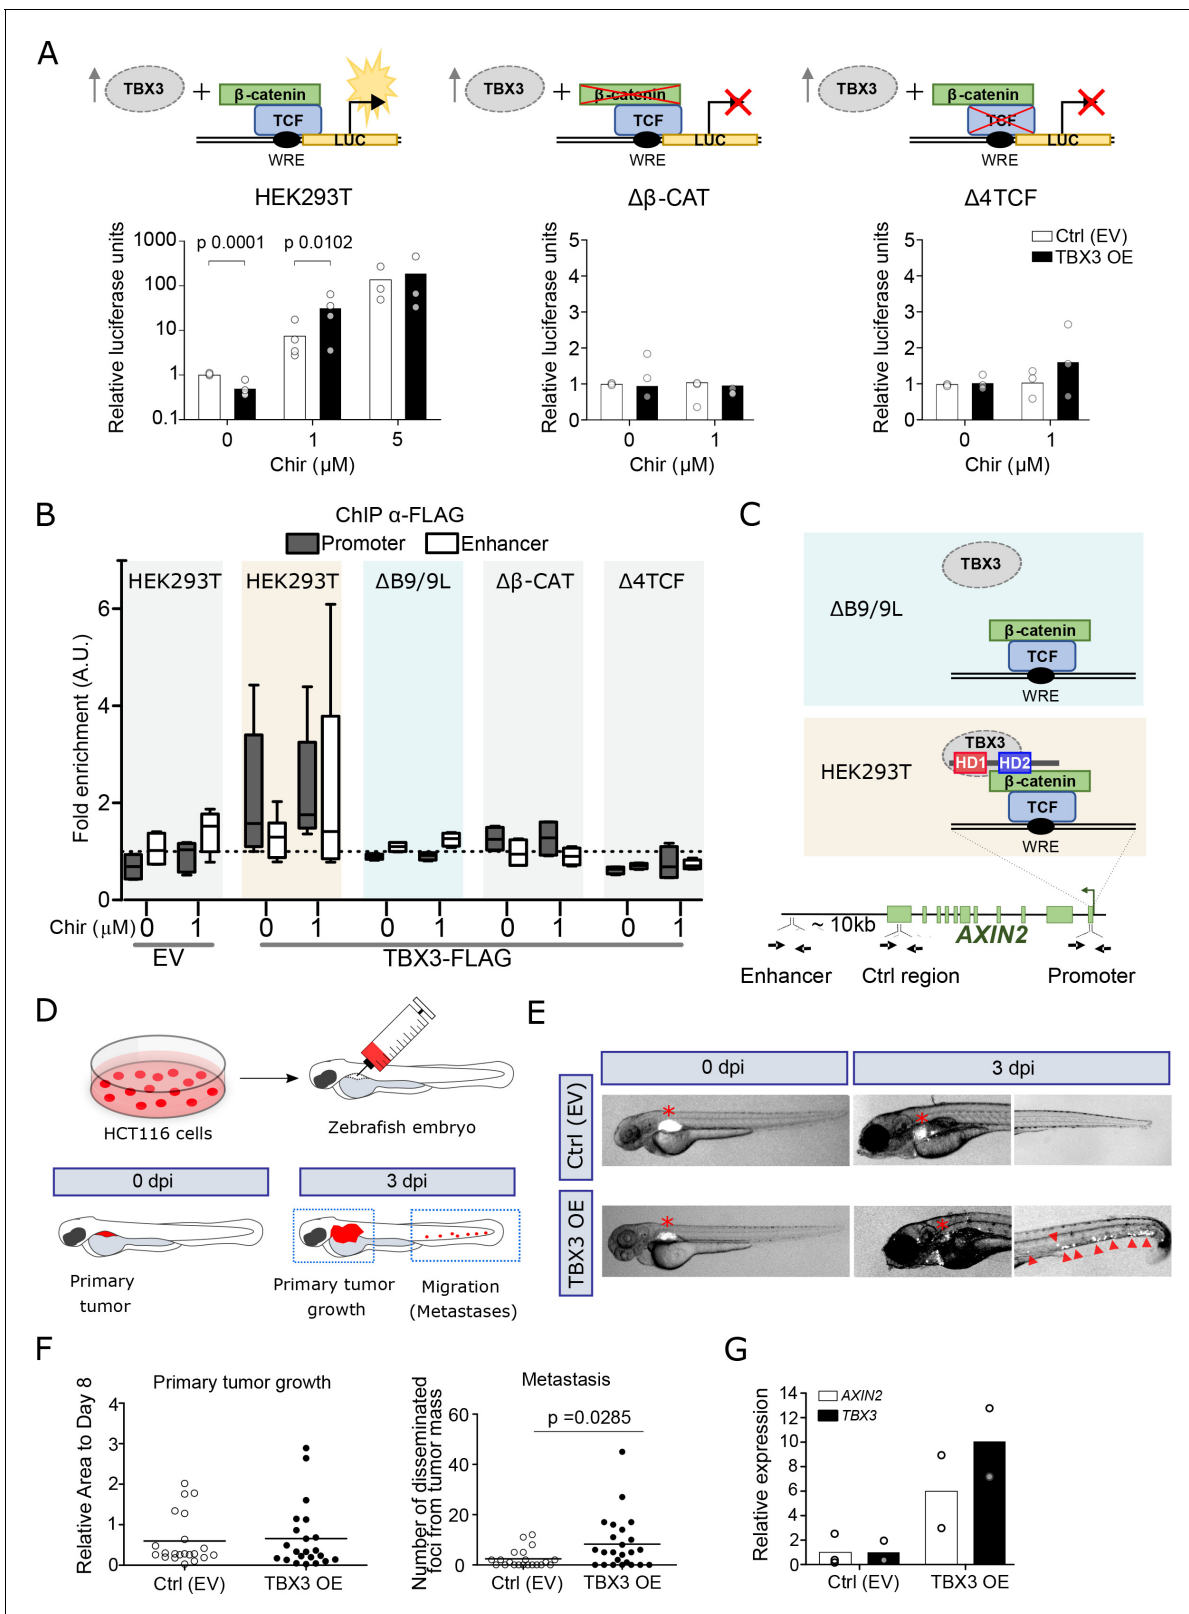 A
TBX3
+
β-catenin
TCF
LUC
WRE
HEK293T
TBX3
+
β-catenin
TCF
LUC
WRE
Δβ-CAT
TBX3
+
β-catenin
TCF
LUC
WRE
Δ4TCF
Relative luciferase units
1000
100
10
1
0.1
p 0.0001
p 0.0102
0 1 5
Chir (μM)
Relative luciferase units
5
4
3
2
1
0
0 1
Chir (μM)
Relative luciferase units
5
4
3
2
1
0
Ctrl (EV)
TBX3 OE
0 1
Chir (μM)
B
ChIP α-FLAG
Promoter Enhancer
HEK293T HEK293T ΔB9/9L Δβ-CAT Δ4TCF
Fold enrichment (A.U.)
6
4
2
0
Chir (μM) 0 1 0 1 0 1 0 1 0 1
EV TBX3-FLAG
C
TBX3
ΔB9/9L
β-catenin
TCF
WRE
TBX3
HD1 HD2
HEK293T
β-catenin
TCF
WRE
~ 10kb
AXIN2
Enhancer Ctrl region Promoter
D
HCT116 cells
Zebrafish embryo
0 dpi
3 dpi
Primary
tumor
Primary tumor
growth
Migration
(Metastases)
E
0 dpi
3 dpi
Ctrl (EV)
*
*
TBX3 OE
*
*
F
Primary tumor growth
Relative Area to Day 8
4
3
2
1
0
Ctrl (EV) TBX3 OE
Metastasis
p =0.0285
Number of disseminated
foci from tumor mass
60
40
20
0
Ctrl (EV) TBX3 OE
G
Relative expression
14
12
10
8
6
4
2
0
AXIN2
TBX3
Ctrl (EV) TBX3 OE